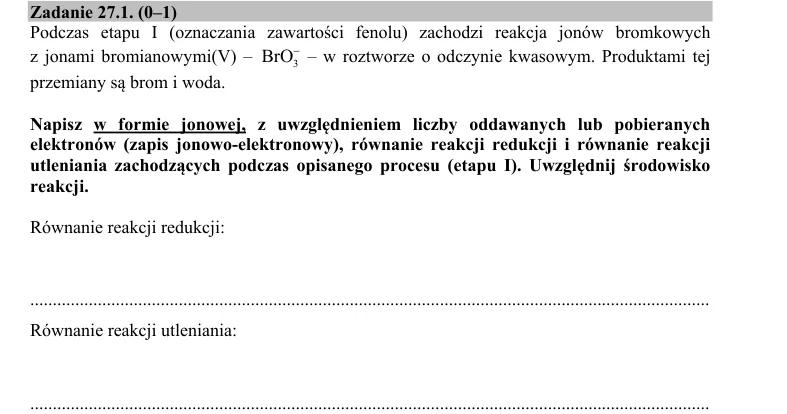 Zadanie 27.1. (0–1)
Podczas etapu I (oznaczania zawartości fenolu) zachodzi reakcja jonów bromkowych
z jonami bromianowymi(V) – BrO₃⁻ – w roztworze o odczynie kwasowym. Produktami tej
przemiany są brom i woda.
Napisz w formie jonowej, z uwzględnieniem liczby oddawanych lub pobieranych
elektronów (zapis jonowo-elektronowy), równanie reakcji redukcji i równanie reakcji
utleniania zachodzących podczas opisanego procesu (etapu I). Uwzględnij środowisko
reakcji.
Równanie reakcji redukcji:
Równanie reakcji utleniania: